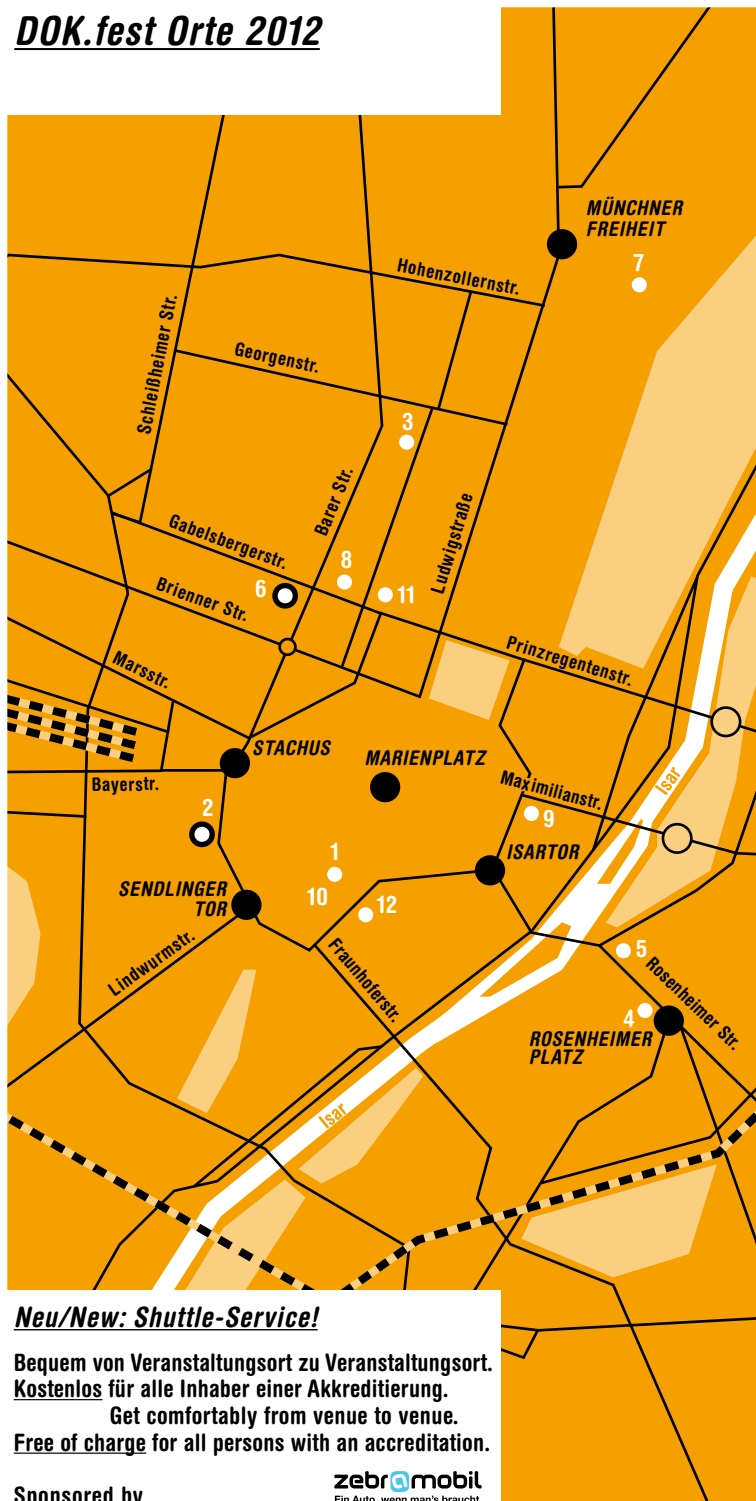 DOK.fest Orte 2012
MÜNCHNER
FREIHEIT
7
Hohenzollernstr.
Schleißheimer Str.
Georgenstr.
3
Barer Str.
Ludwigstraße
Gabelsbergerstr.
8
6
11
Brienner Str.
Prinzregentenstr.
Marsstr.
STACHUS
MARIENPLATZ
Bayerstr.
Maximilianstr.
Isar
2
9
1
ISARTOR
SENDLINGER
TOR
10
12
Lindwurmstr.
Fraunhoferstr.
5
Rosenheimer Str.
4
ROSENHEIMER
PLATZ
Isar
Neu/New: Shuttle-Service!
Bequem von Veranstaltungsort zu Veranstaltungsort.
Kostenlos für alle Inhaber einer Akkreditierung.
Get comfortably from venue to venue.
Free of charge for all persons with an accreditation.
Sponsored by
zebramobil
Ein Auto, wenn man's braucht.